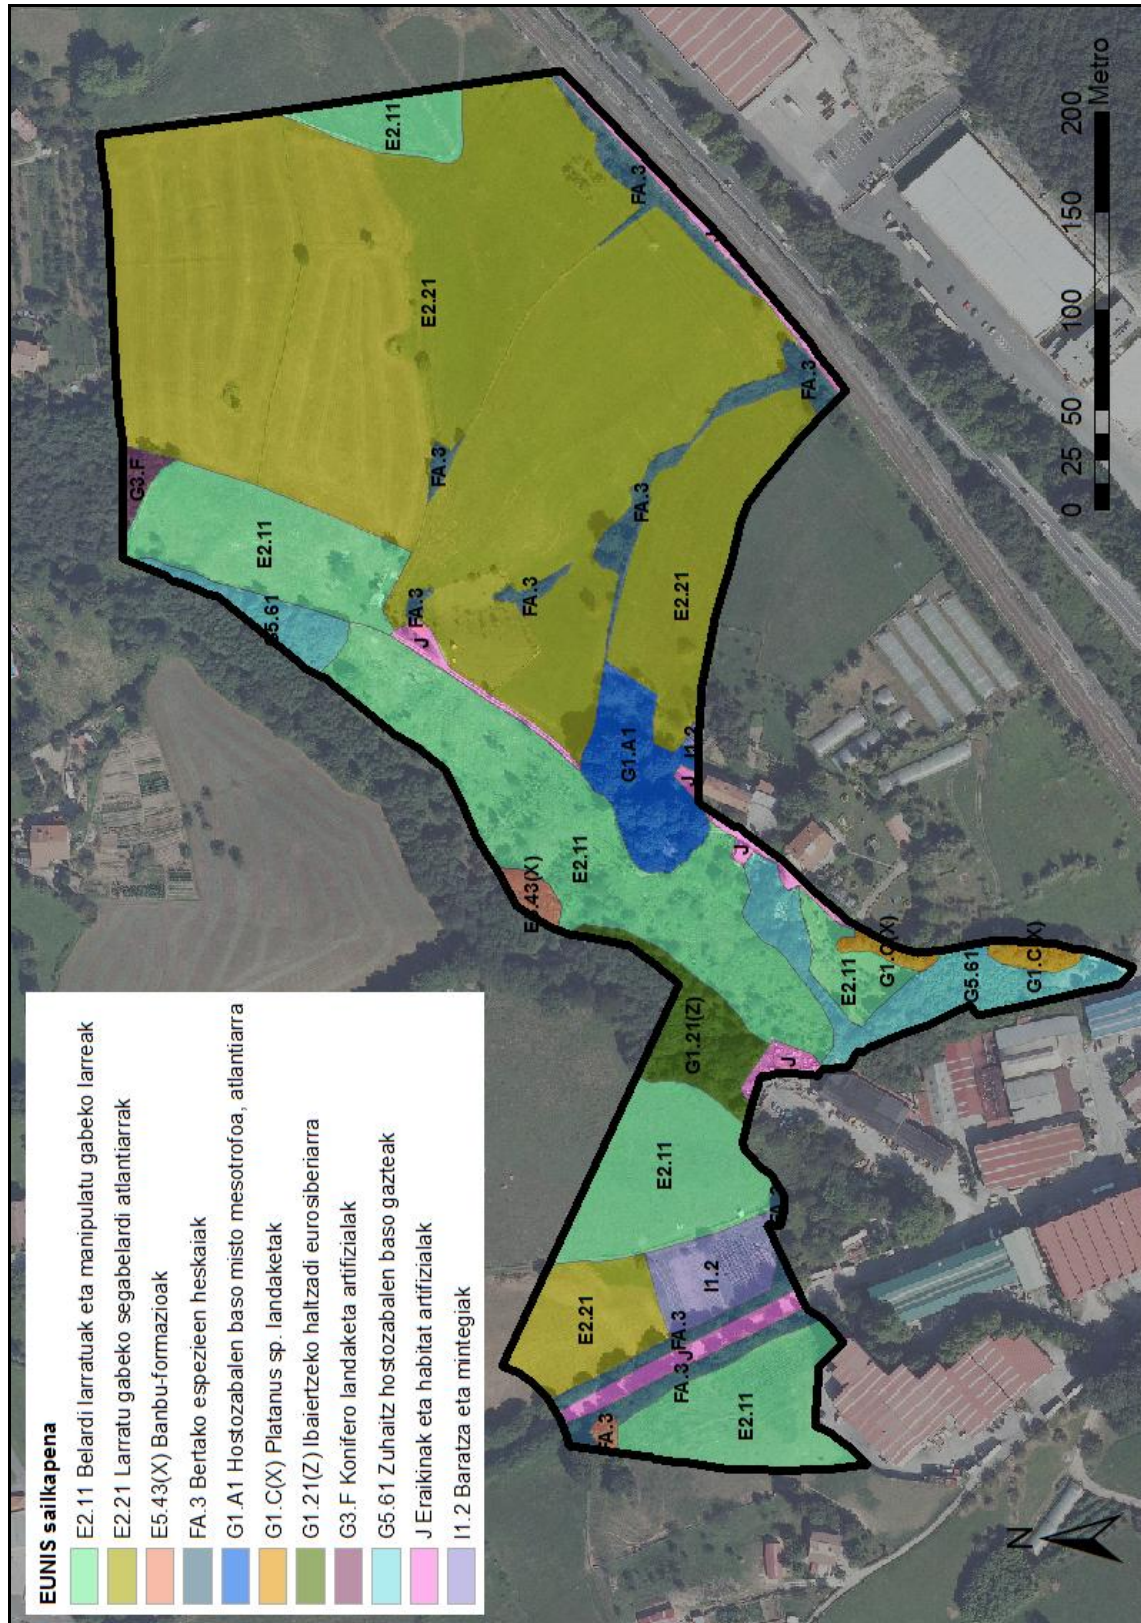 EUNIS sailkapena
E2.11 Belardi larratuak eta manipulatu gabeko larreak
E2.21 Larratu gabeko segabelardi atlantiarrak
E5.43(X) Banbu-formazioak
FA.3 Bertako espezieen heskaiak
G1.A1 Hostozabalen baso misto mesotrofoa, atlantiarra
G1.C(X) Platanus sp. landaketak
G1.21(Z) Ibaiertzeko haltzadi eurosiberiarra
G3.F Konifero landaketa artifizialak
G5.61 Zuhaitz hostozabalen baso gazteak
J Eraikinak eta habitat artifizialak
I1.2 Baratza eta mintegiak
N
FA.3
E2.11
FA.3
J
FA.3
E2.21
I1.2
E2.11
G1.21(Z)
J
E5.43(X)
E2.11
G5.61
G1.C(X)
E2.11
G1.C(X)
J
G1.A1
J
I1.2
G5.61
E2.11
G3.F
J
FA.3
FA.3
E2.21
FA.3
FA.3
E2.21
FA.3
FA.3
J
E2.11
0 25 50 100 150 200
Metro